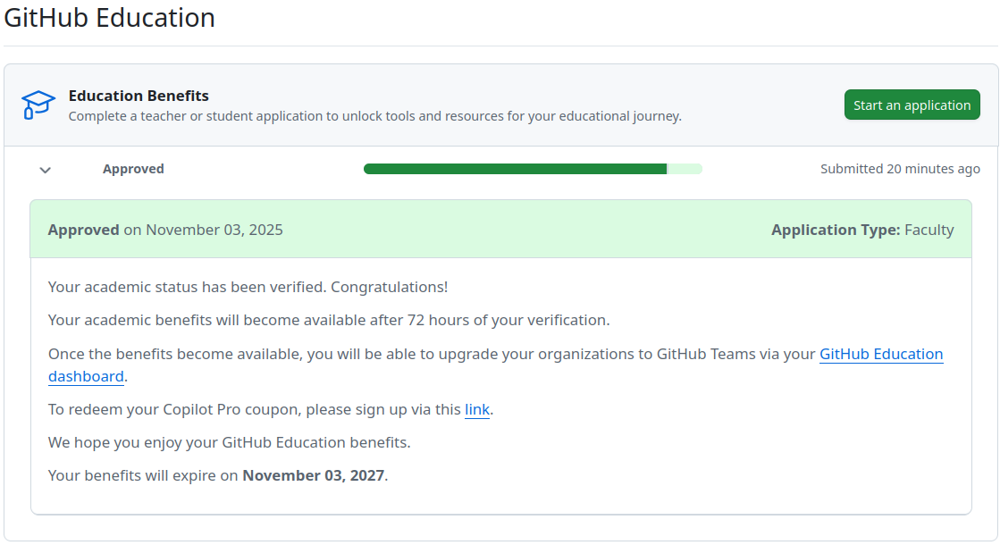 GitHub Education
Education Benefits
Complete a teacher or student application to unlock tools and resources for your educational journey.
Start an application
Approved
Submitted 20 minutes ago
Approved on November 03, 2025
Application Type: Faculty
Your academic status has been verified. Congratulations!
Your academic benefits will become available after 72 hours of your verification.
Once the benefits become available, you will be able to upgrade your organizations to GitHub Teams via your GitHub Education
dashboard.
To redeem your Copilot Pro coupon, please sign up via this link.
We hope you enjoy your GitHub Education benefits.
Your benefits will expire on November 03, 2027.